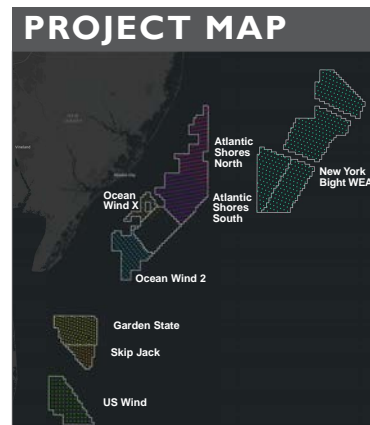 PROJECT MAP
Atlantic
Shores
North
New York
Bight WEA
Ocean
Wind X
Atlantic
Shores
South
Ocean Wind 2
Garden State
Skip Jack
US Wind